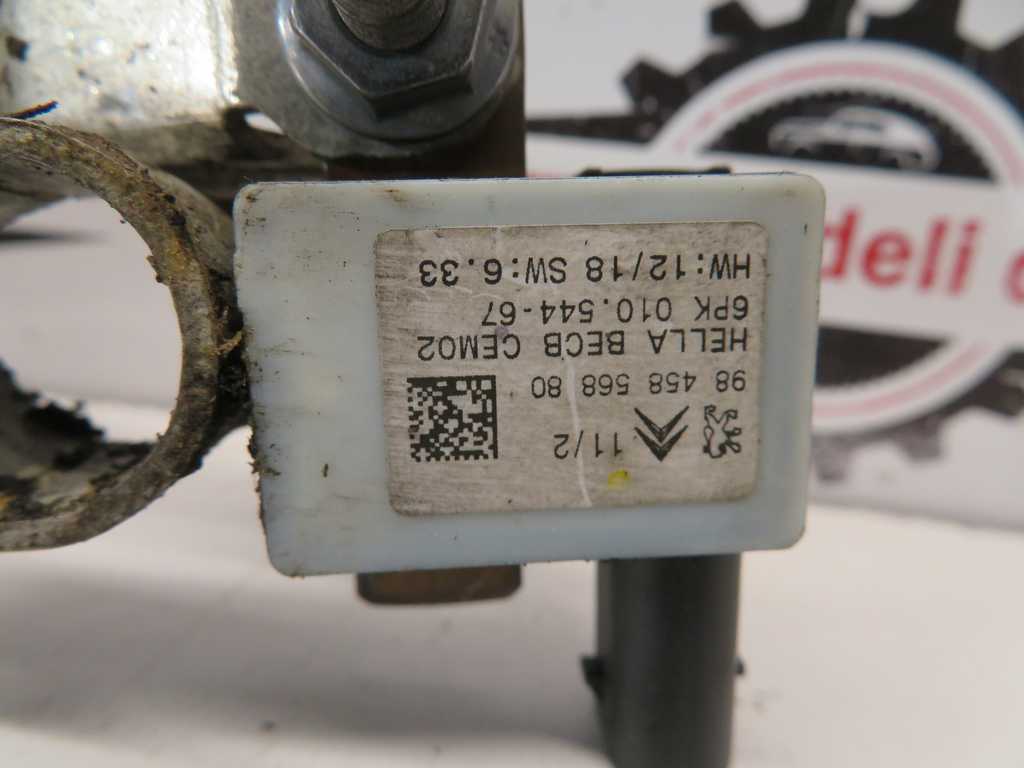 11/2
98 458 568 80
HELLA BECB CEM02
6PK 010.544-67
HW:12/18 SW:6.33
deli